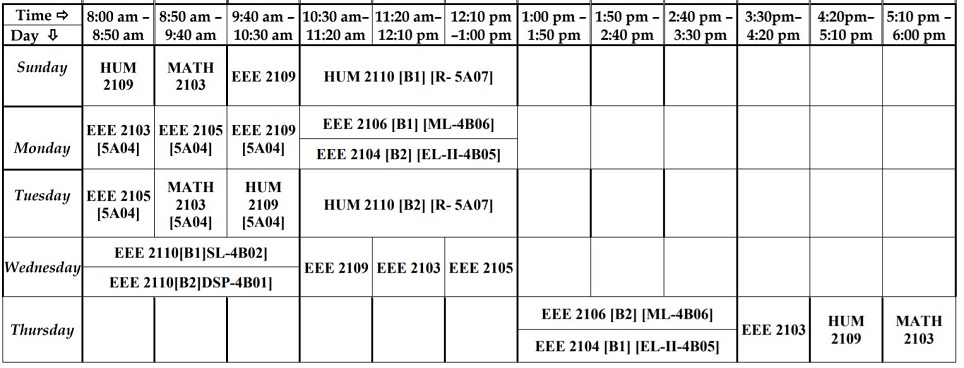 Time ⇨ 8:00 am – 8:50 am – 9:40 am – 10:30 am– 11:20 am– 12:10 pm 1:00 pm – 1:50 pm – 2:40 pm – 3:30pm– 4:20pm– 5:10 pm –
Day ⇩ 8:50 am 9:40 am 10:30 am 11:20 am 12:10 pm –1:00 pm 1:50 pm 2:40 pm 3:30 pm 4:20 pm 5:10 pm 6:00 pm
Sunday
HUM
2109
MATH
2103
EEE 2109
HUM 2110 [B1] [R- 5A07]
Monday
EEE 2103
[5A04]
EEE 2105
[5A04]
EEE 2109
[5A04]
EEE 2106 [B1] [ML-4B06]
EEE 2104 [B2] [EL-II-4B05]
Tuesday
EEE 2105
[5A04]
MATH
2103
[5A04]
HUM
2109
[5A04]
HUM 2110 [B2] [R- 5A07]
Wednesday
EEE 2110[B1]SL-4B02]
EEE 2110[B2]DSP-4B01]
EEE 2109
EEE 2103
EEE 2105
Thursday
EEE 2106 [B2] [ML-4B06]
EEE 2104 [B1] [EL-II-4B05]
EEE 2103
HUM
2109
MATH
2103